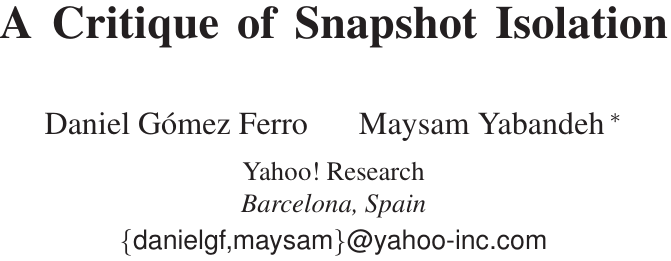 A Critique of Snapshot Isolation
Daniel Gómez Ferro Maysam Yabandeh *
Yahoo! Research
Barcelona, Spain
{danielgf,maysam}@yahoo-inc.com